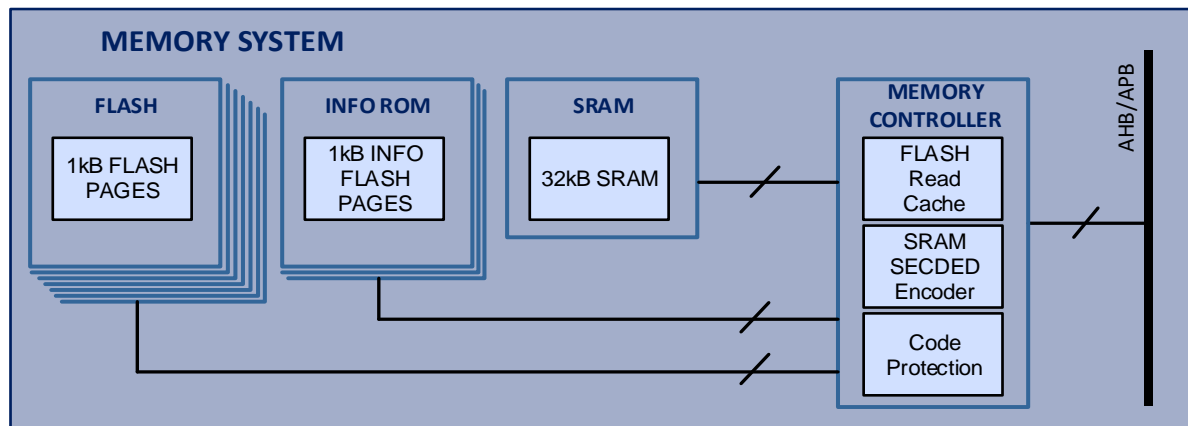 MEMORY SYSTEM
FLASH
1kB FLASH
PAGES
INFO ROM
1kB INFO
FLASH
PAGES
SRAM
32kB SRAM
MEMORY
CONTROLLER
FLASH
Read
Cache
SRAM
SECDED
Encoder
Code
Protection
AHB/APB